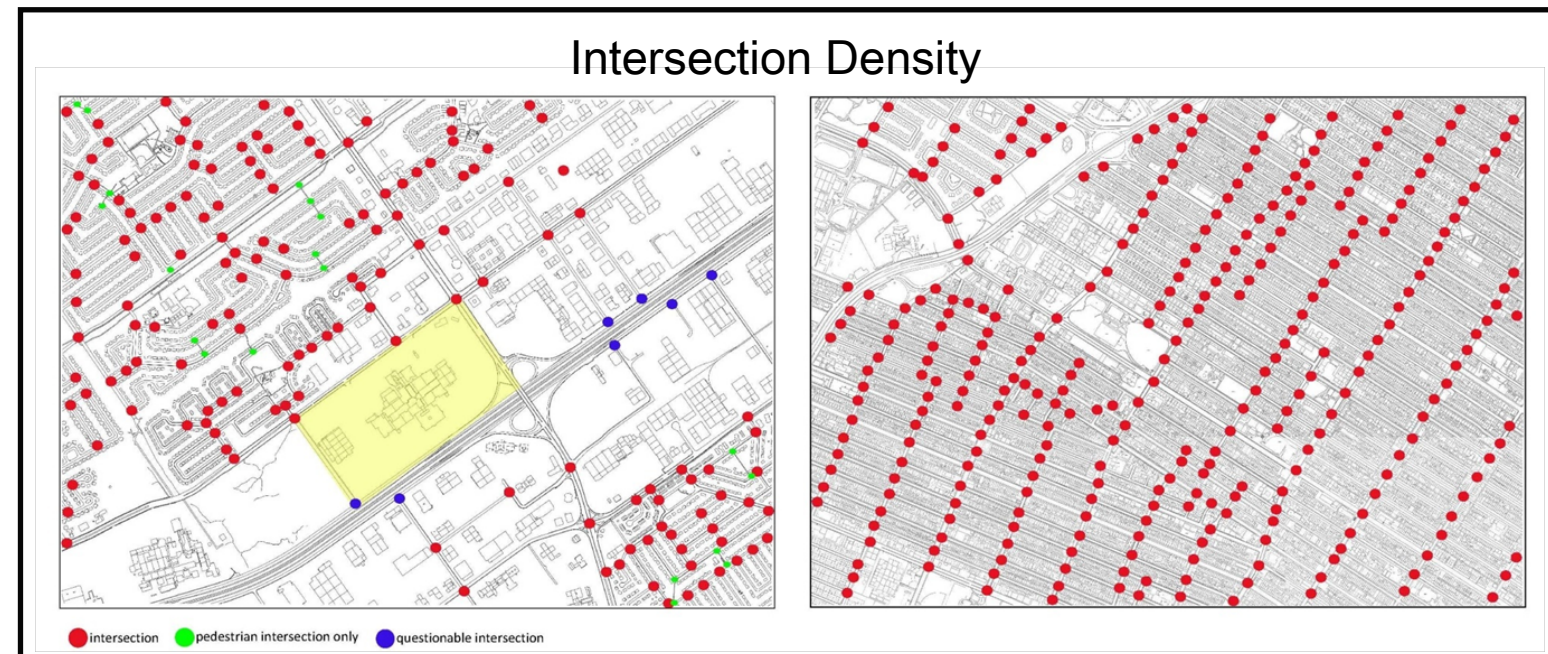 Intersection Density
intersection pedestrian intersection only questionable intersection